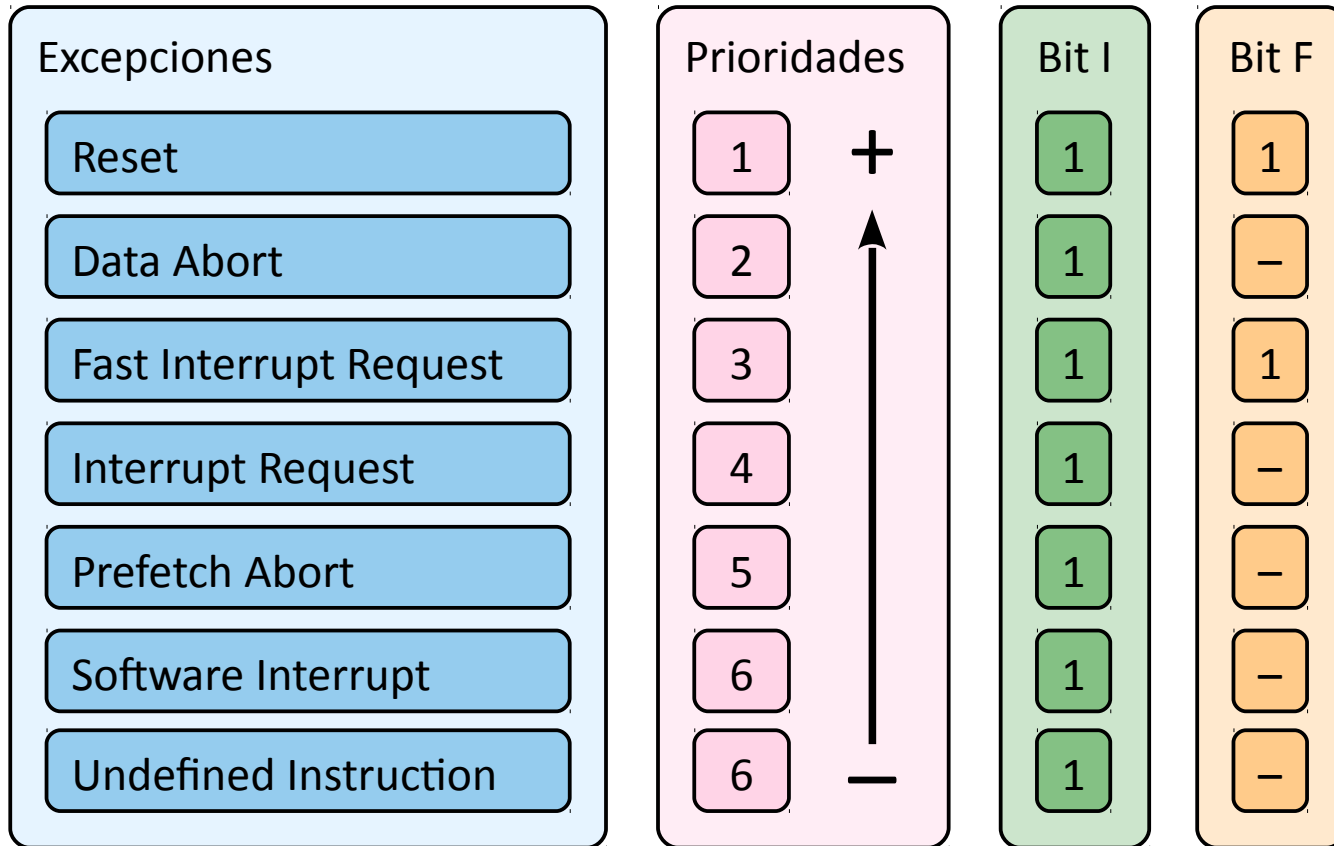 Excepciones Prioridades Bit I Bit F
Reset 1 + 1 1
Data Abort 2 1 –
Fast Interrupt Request 3 1 1
Interrupt Request 4 1 –
Prefetch Abort 5 1 –
Software Interrupt 6 1 –
Undefined Instruction 6 – 1 –